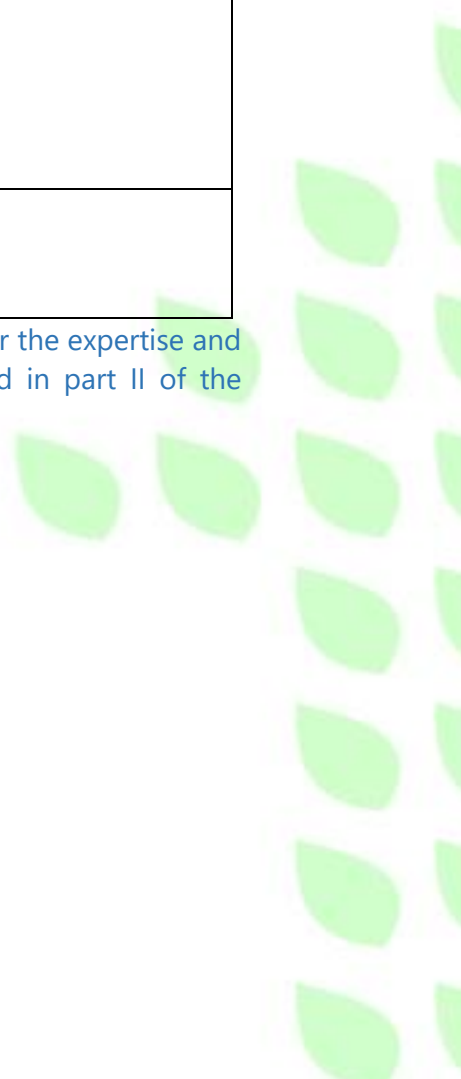 the expertise and
in part II of the